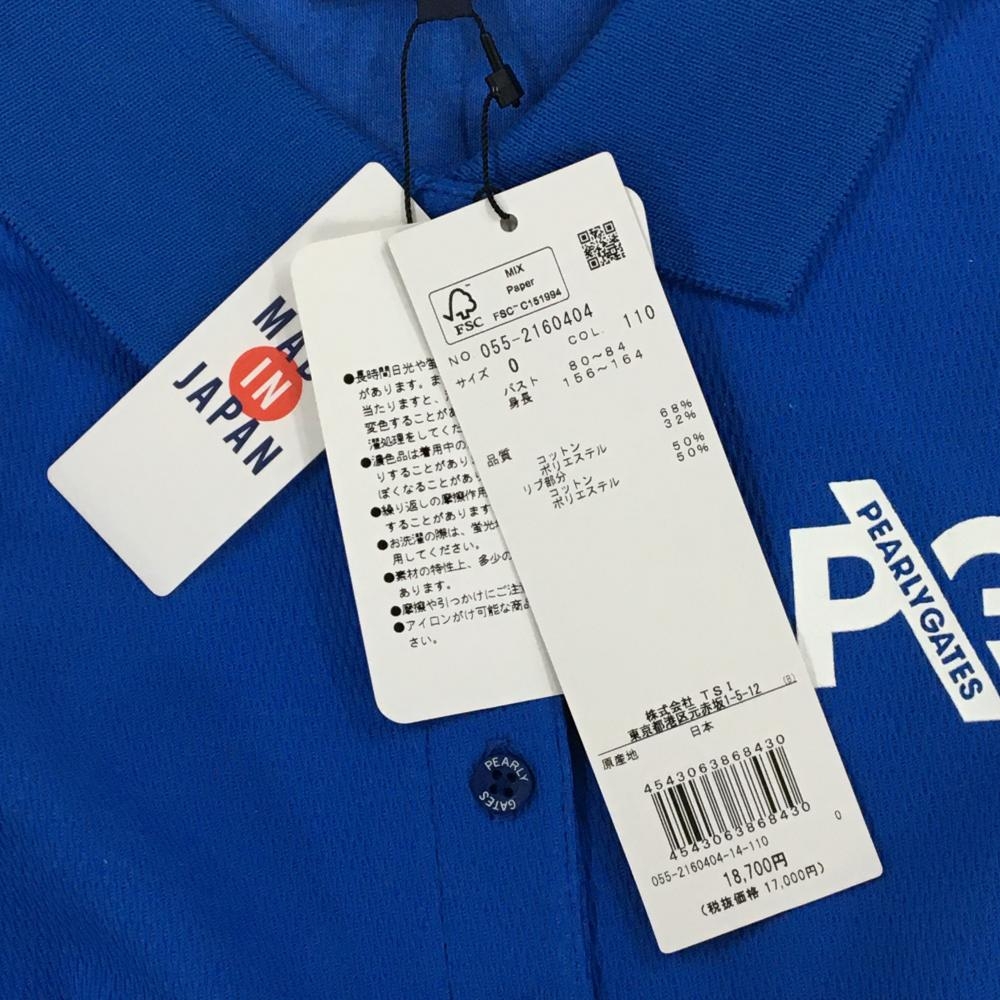 MADE
IN
JAPAN
●長時間日光や蛍
があります。ま
当たりますと、
変色することがあ
濯処理をしてくだ
●濃色品は着用中の
りすることがあり、
ぽくなることがあ
●繰り返しの摩擦作用
することがあります
●お洗濯の際は、蛍光
用してください。
●素材の特性上、多少の
あります。
●摩擦や引っかけにご注
●アイロンがけ可能な商品
さい。
MIX
Paper
FSC™ C151994
FSC
NO 055-2160404
サイズ 0 COL. 110
バスト 80～84
身長 156～164
品質 コットン 68%
ポリエステル 32%
リブ部分
コットン 50%
ポリエステル 50%
株式会社 TSI (B)
東京都港区元赤坂1-5-12
原産地 日本
4543063868430
4543063868430
055-2160404-14-110 0
18,700円
(税抜価格 17,000円)
PEARLY
GATES
P
PEARLYGATES